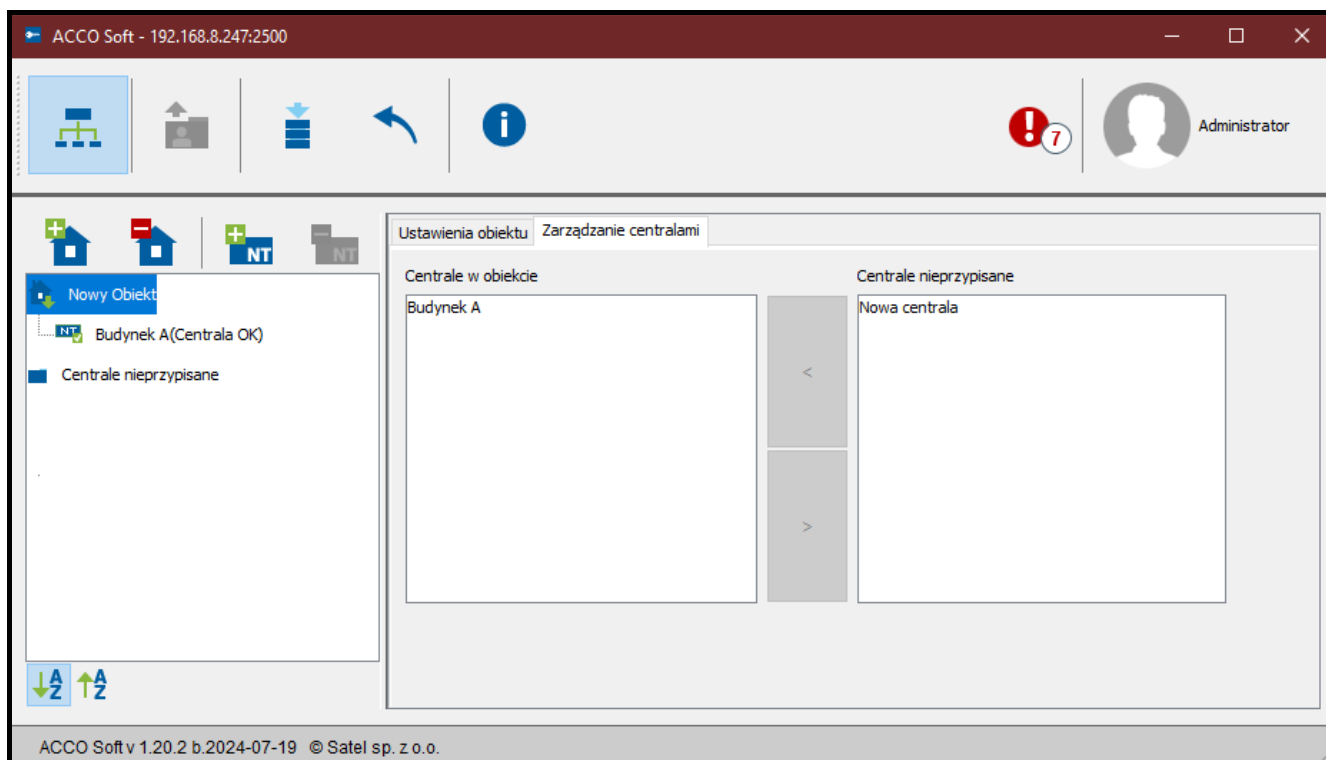 ACCO Soft - 192.168.8.247:2500
7
Administrator
NT
NT
Ustawienia obiektu
Zarządzanie centralami
Nowy Obiekt
NT
Budynek A(Centrala OK)
Centrale nieprzypisane
Centrale w obiekcie
Budynek A
<
>
Centrale nieprzypisane
Nowa centrala
A
Z
A
Z
ACCO Soft v 1.20.2 b.2024-07-19 © Satel sp. z o.o.